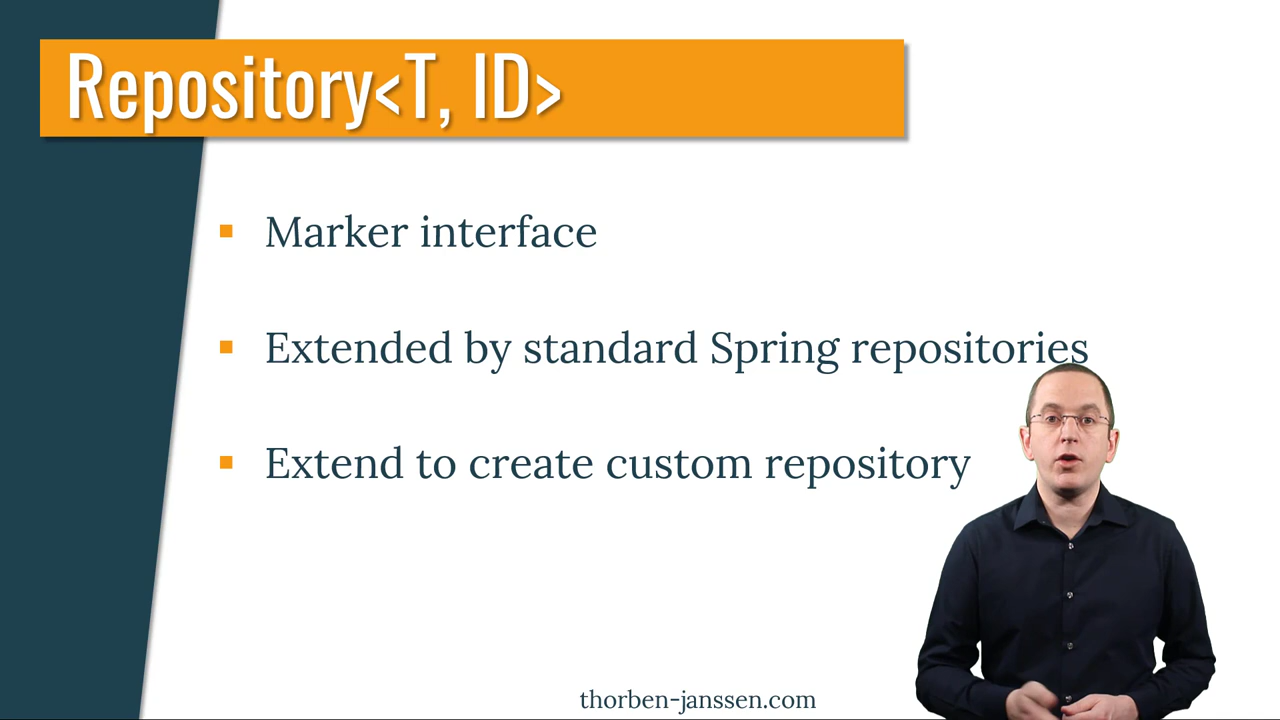 Repository<T, ID>
Marker interface
Extended by standard Spring repositories
Extend to create custom repository
thorben-janssen.com